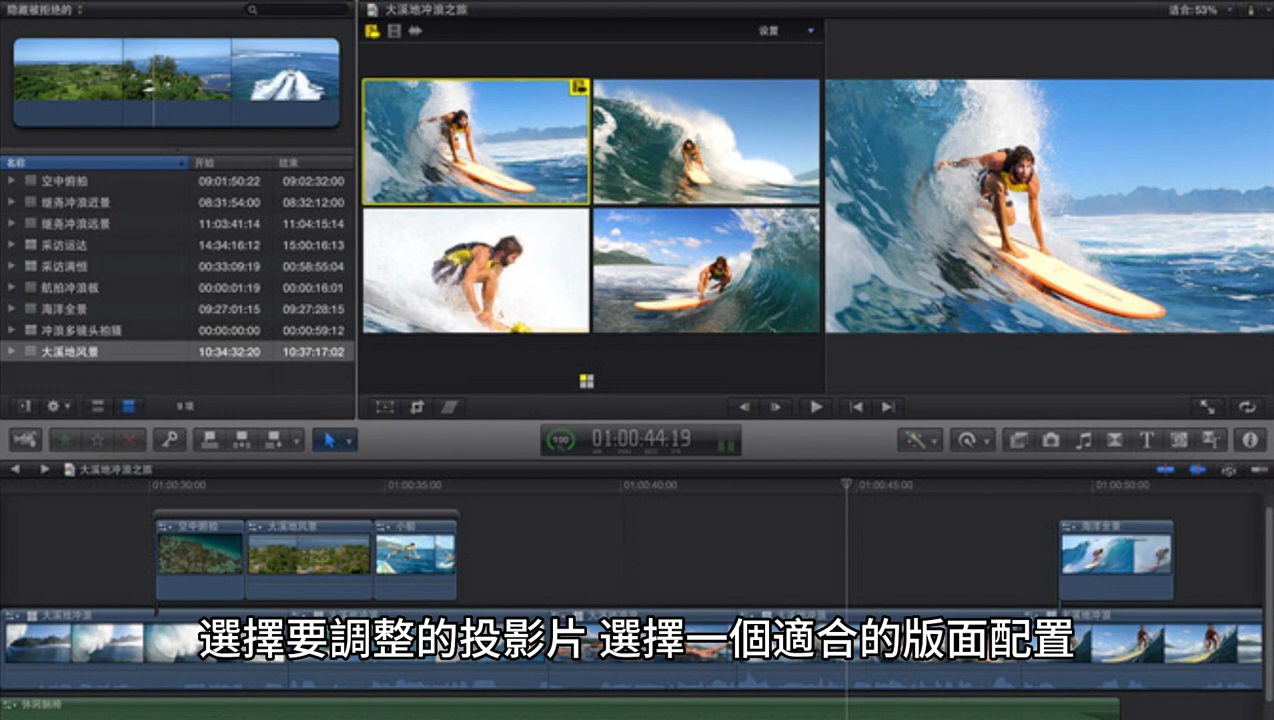 隐藏被拒绝的
大溪地冲浪之旅
适合: 53%
设置
名称 开始 结束
空中俯拍 09:01:50:22 09:02:32:00
继尧冲浪近景 08:31:54:00 08:32:12:00
继尧冲浪远景 11:03:41:14 11:04:15:14
采访运达 14:34:16:12 15:00:16:13
采访满恒 00:33:09:19 00:58:55:04
航拍冲浪板 00:00:01:19 00:00:16:01
海洋全景 09:27:01:15 09:27:28:15
冲浪多镜头拍摄 00:00:00:00 00:00:59:12
大溪地风景 10:34:32:20 10:37:17:02
9 项
100
01:00:44:19
大溪地冲浪之旅
01:00:30:00 01:00:35:00 01:00:40:00 01:00:45:00 01:00:50:00
空中俯拍 大溪地风景 小船 海洋全景
大溪地冲浪
選擇要調整的投影片 選擇一個適合的版面配置